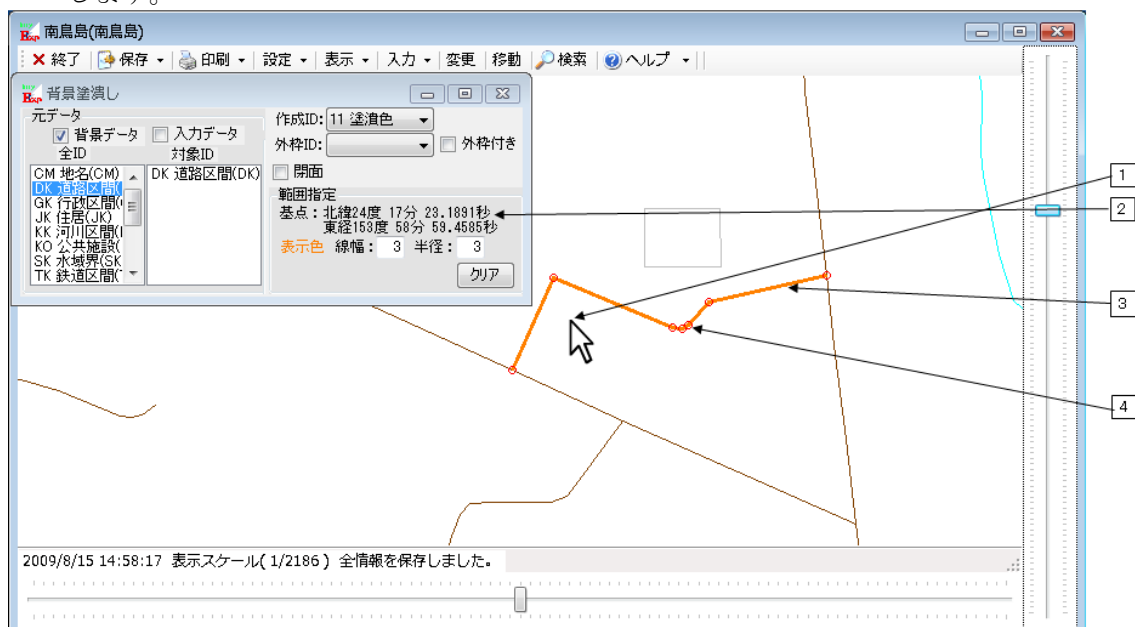 します。
南鳥島(南鳥島)
終了 保存 印刷 設定 表示 入力 変更 移動 検索 ヘルプ
背景塗潰し
元データ
背景データ 入力データ
全ID 対象ID
CM 地名(CM)
DK 道路区間(
GK 行政区間(
JK 住居(JK)
KK 河川区間(
KO 公共施設(
SK 水域界(SK
TK 鉄道区間(
DK 道路区間(DK)
作成ID: 11 塗潰色
外枠ID: 外枠付き
閉面
範囲指定
基点:北緯24度 17分 23.1891秒
東経153度 58分 59.4585秒
表示色 線幅: 3 半径: 3
クリア
1
2
3
4
2009/8/15 14:58:17 表示スケール(1/2186) 全情報を保存しました。